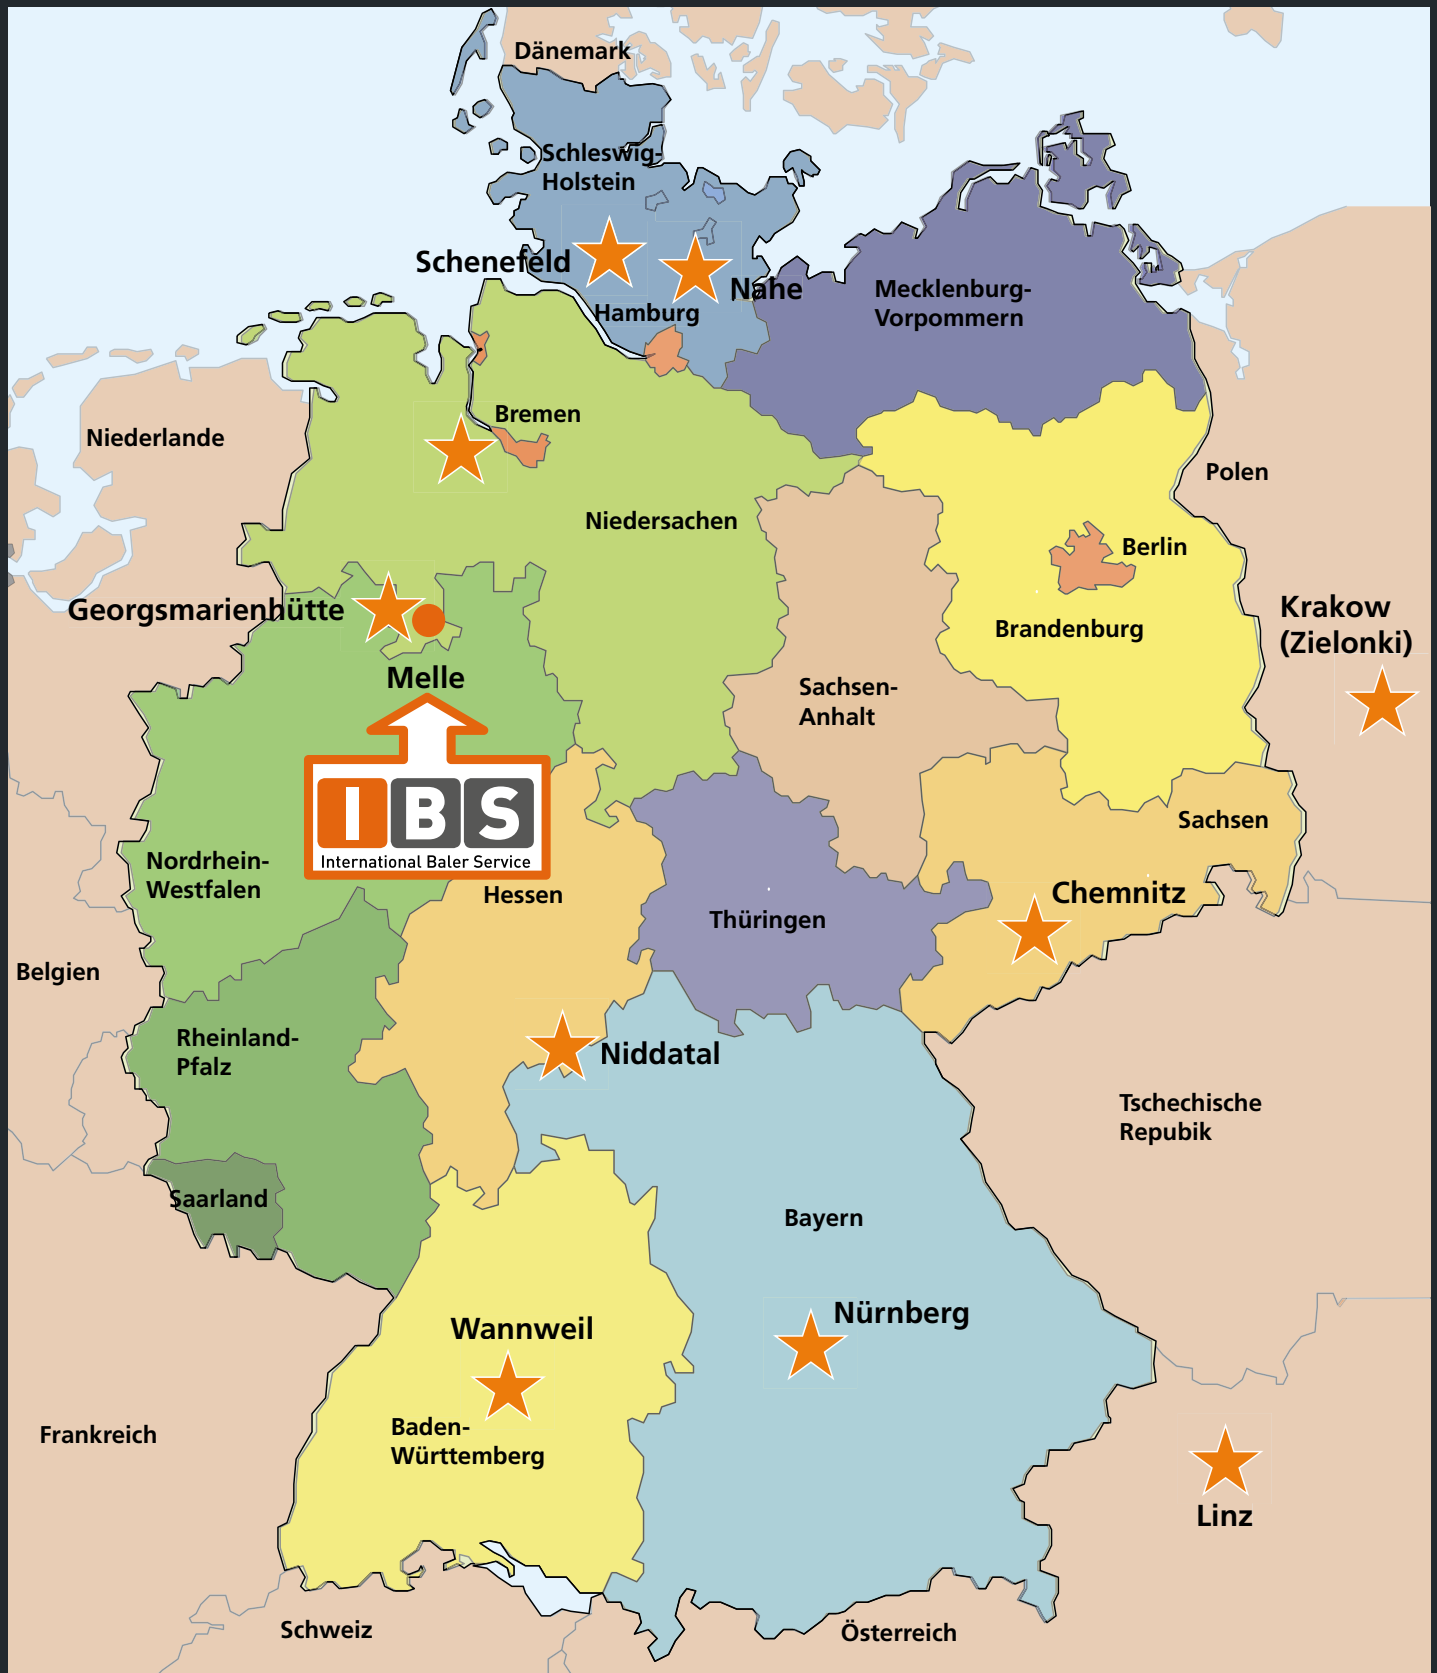 Dänemark
Schleswig-
Holstein
Schenefeld
Nahe
Hamburg
Mecklenburg-
Vorpommern
Bremen
Niederlande
Polen
Niedersachen
Berlin
Georgsmarienhütte
Krakow
(Zielonki)
Brandenburg
Melle
Sachsen-
Anhalt
IBS
International Baler Service
Sachsen
Nordrhein-
Westfalen
Hessen
Chemnitz
Thüringen
Belgien
Rheinland-
Pfalz
Niddatal
Tschechische
Repubik
Saarland
Bayern
Nürnberg
Wannweil
Baden-
Württemberg
Frankreich
Linz
Schweiz
Österreich